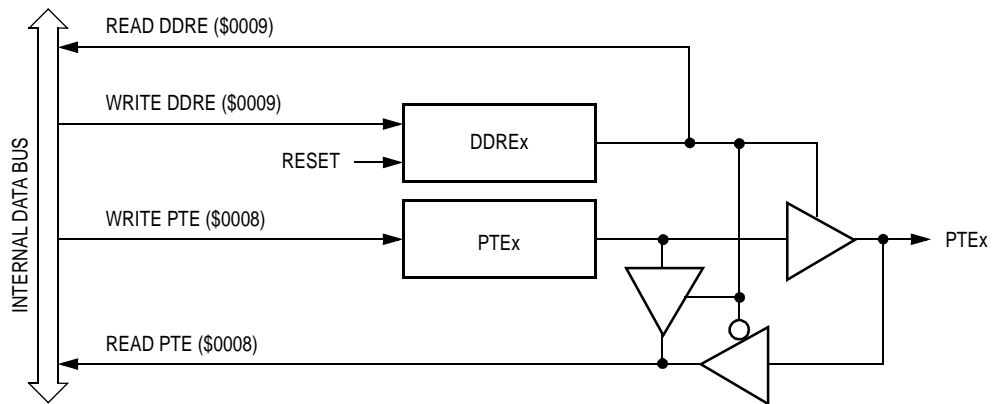 READ DDRE ($0009)
WRITE DDRE ($0009)
DDREx
RESET
WRITE PTE ($0008)
PTEx
PTEx
READ PTE ($0008)
INTERNAL DATA BUS